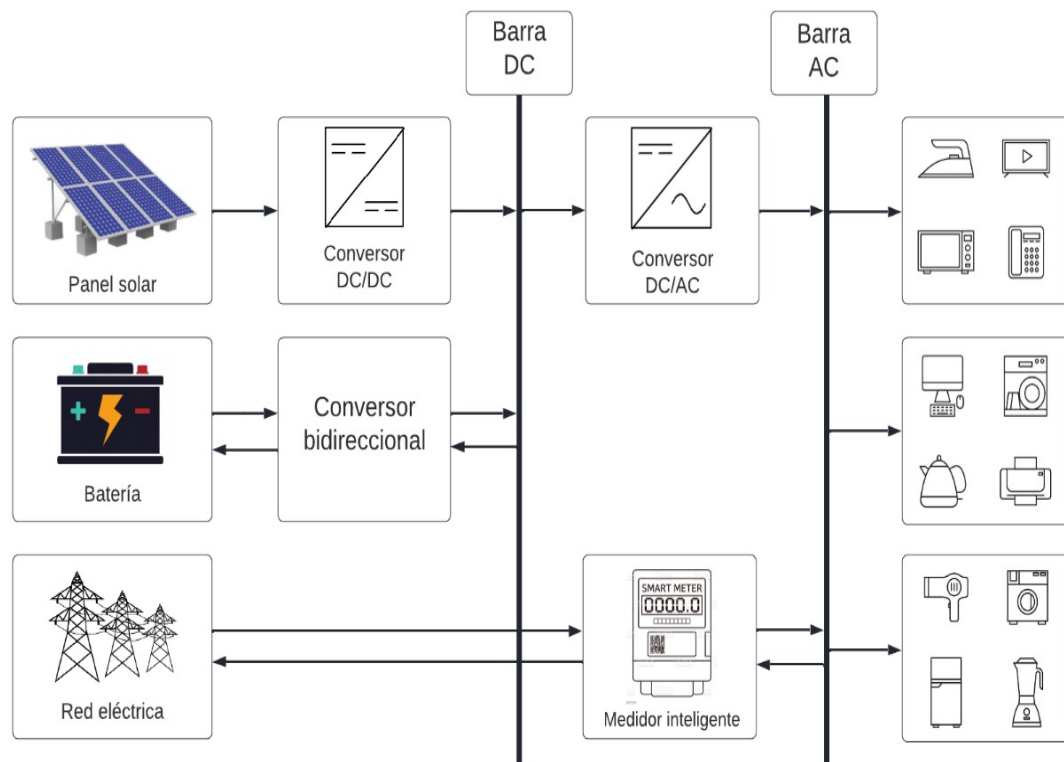 Barra
DC
Barra
AC
Panel solar
Conversor
DC/DC
Conversor
DC/AC
Batería
Conversor
bidireccional
Red eléctrica
SMART METER
0000.0
Medidor inteligente